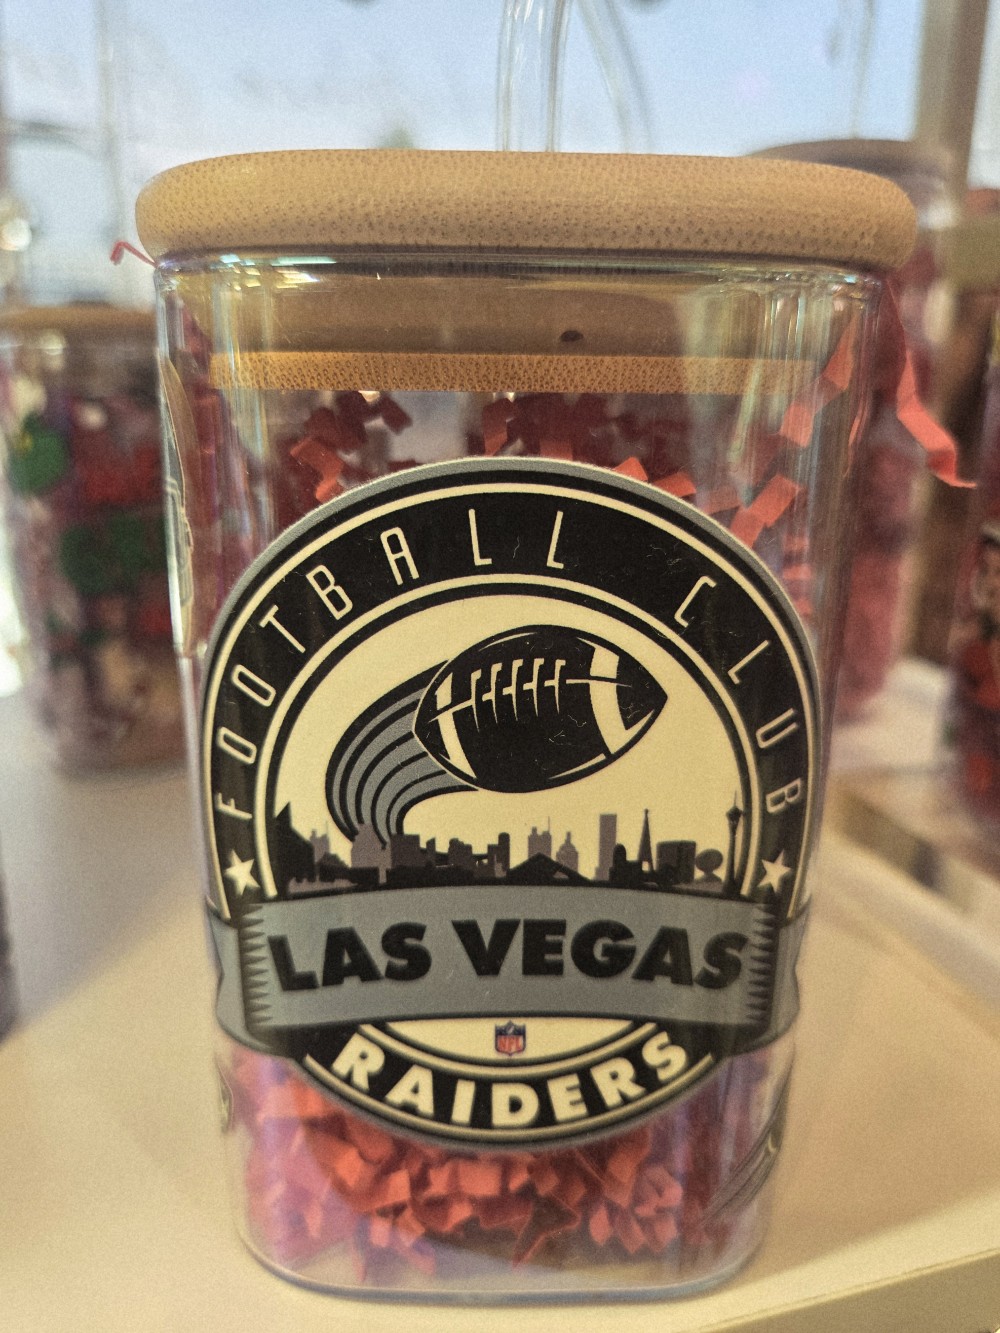 FOOTBALL CLUB
LAS VEGAS
NFL
RAIDERS